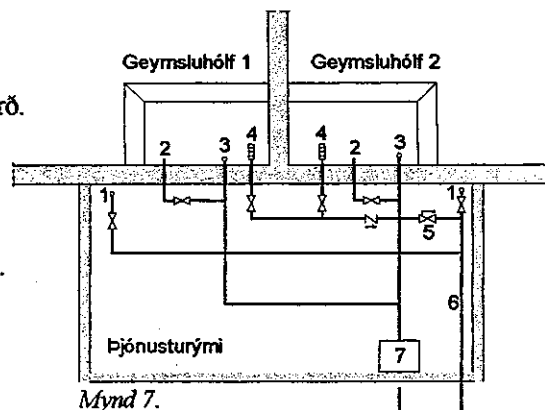 Geymsluhólf 1 Geymsluhólf 2
rð.
2 3 4 4 2 3
1 1
5
.
6
Þjónusturými 7
Mynd 7.